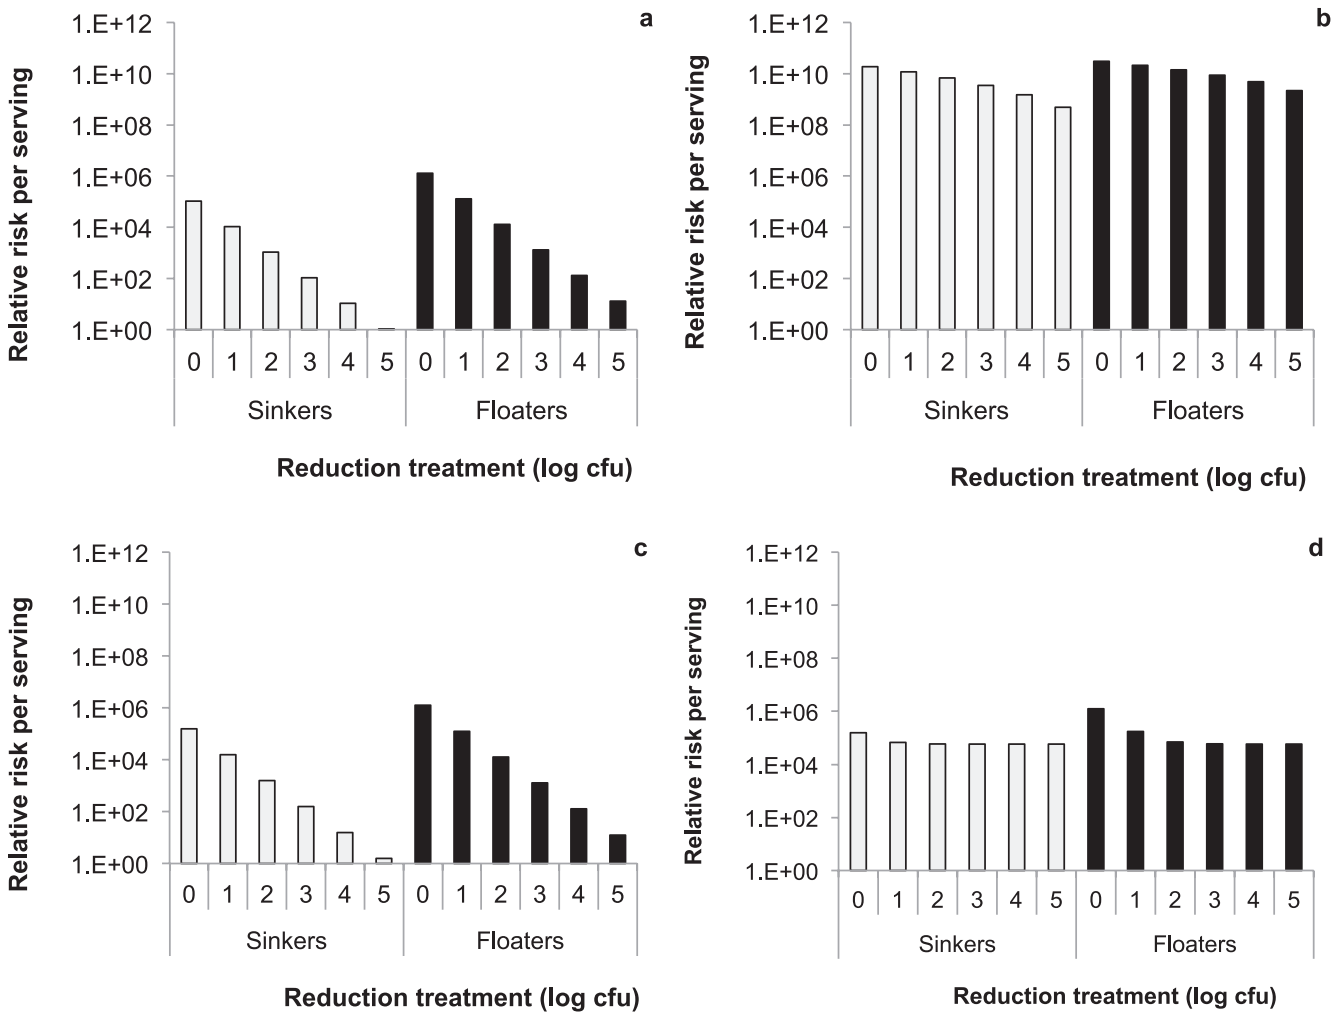 a
Relative risk per serving
1.E+12
1.E+10
1.E+08
1.E+06
1.E+04
1.E+02
1.E+00
0 1 2 3 4 5 0 1 2 3 4 5
Sinkers Floaters
Reduction treatment (log cfu)
b
Relative risk per serving
1.E+12
1.E+10
1.E+08
1.E+06
1.E+04
1.E+02
1.E+00
0 1 2 3 4 5 0 1 2 3 4 5
Sinkers Floaters
Reduction treatment (log cfu)
c
Relative risk per serving
1.E+12
1.E+10
1.E+08
1.E+06
1.E+04
1.E+02
1.E+00
0 1 2 3 4 5 0 1 2 3 4 5
Sinkers Floaters
Reduction treatment (log cfu)
d
Relative risk per serving
1.E+12
1.E+10
1.E+08
1.E+06
1.E+04
1.E+02
1.E+00
0 1 2 3 4 5 0 1 2 3 4 5
Sinkers Floaters
Reduction treatment (log cfu)